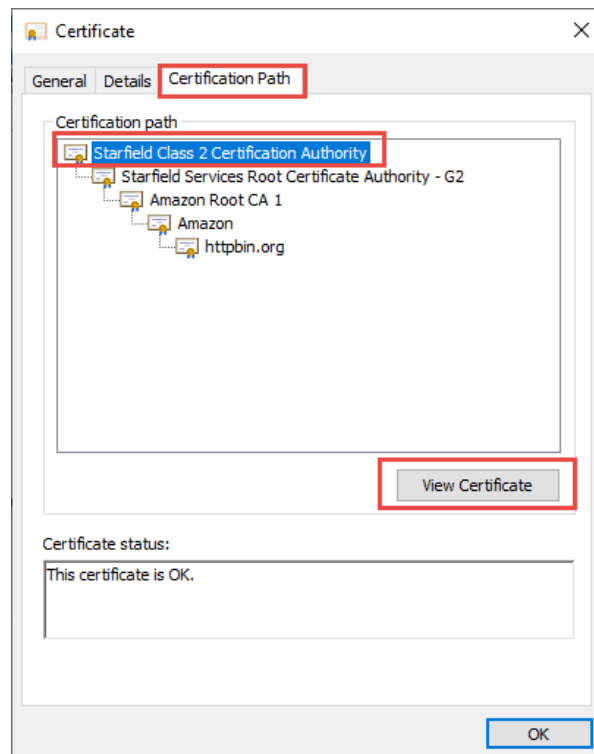 Certificate
General Details Certification Path
Certification path
Starfield Class 2 Certification Authority
Starfield Services Root Certificate Authority - G2
Amazon Root CA 1
Amazon
httpbin.org
View Certificate
Certificate status:
This certificate is OK.
OK